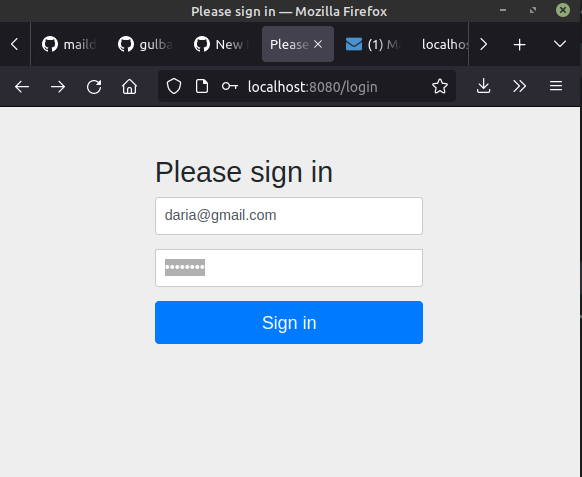 Please sign in — Mozilla Firefox
maild
gulba
New
Please
(1) M
localhos
localhost:8080/login
Please sign in
daria@gmail.com
••••••••
Sign in